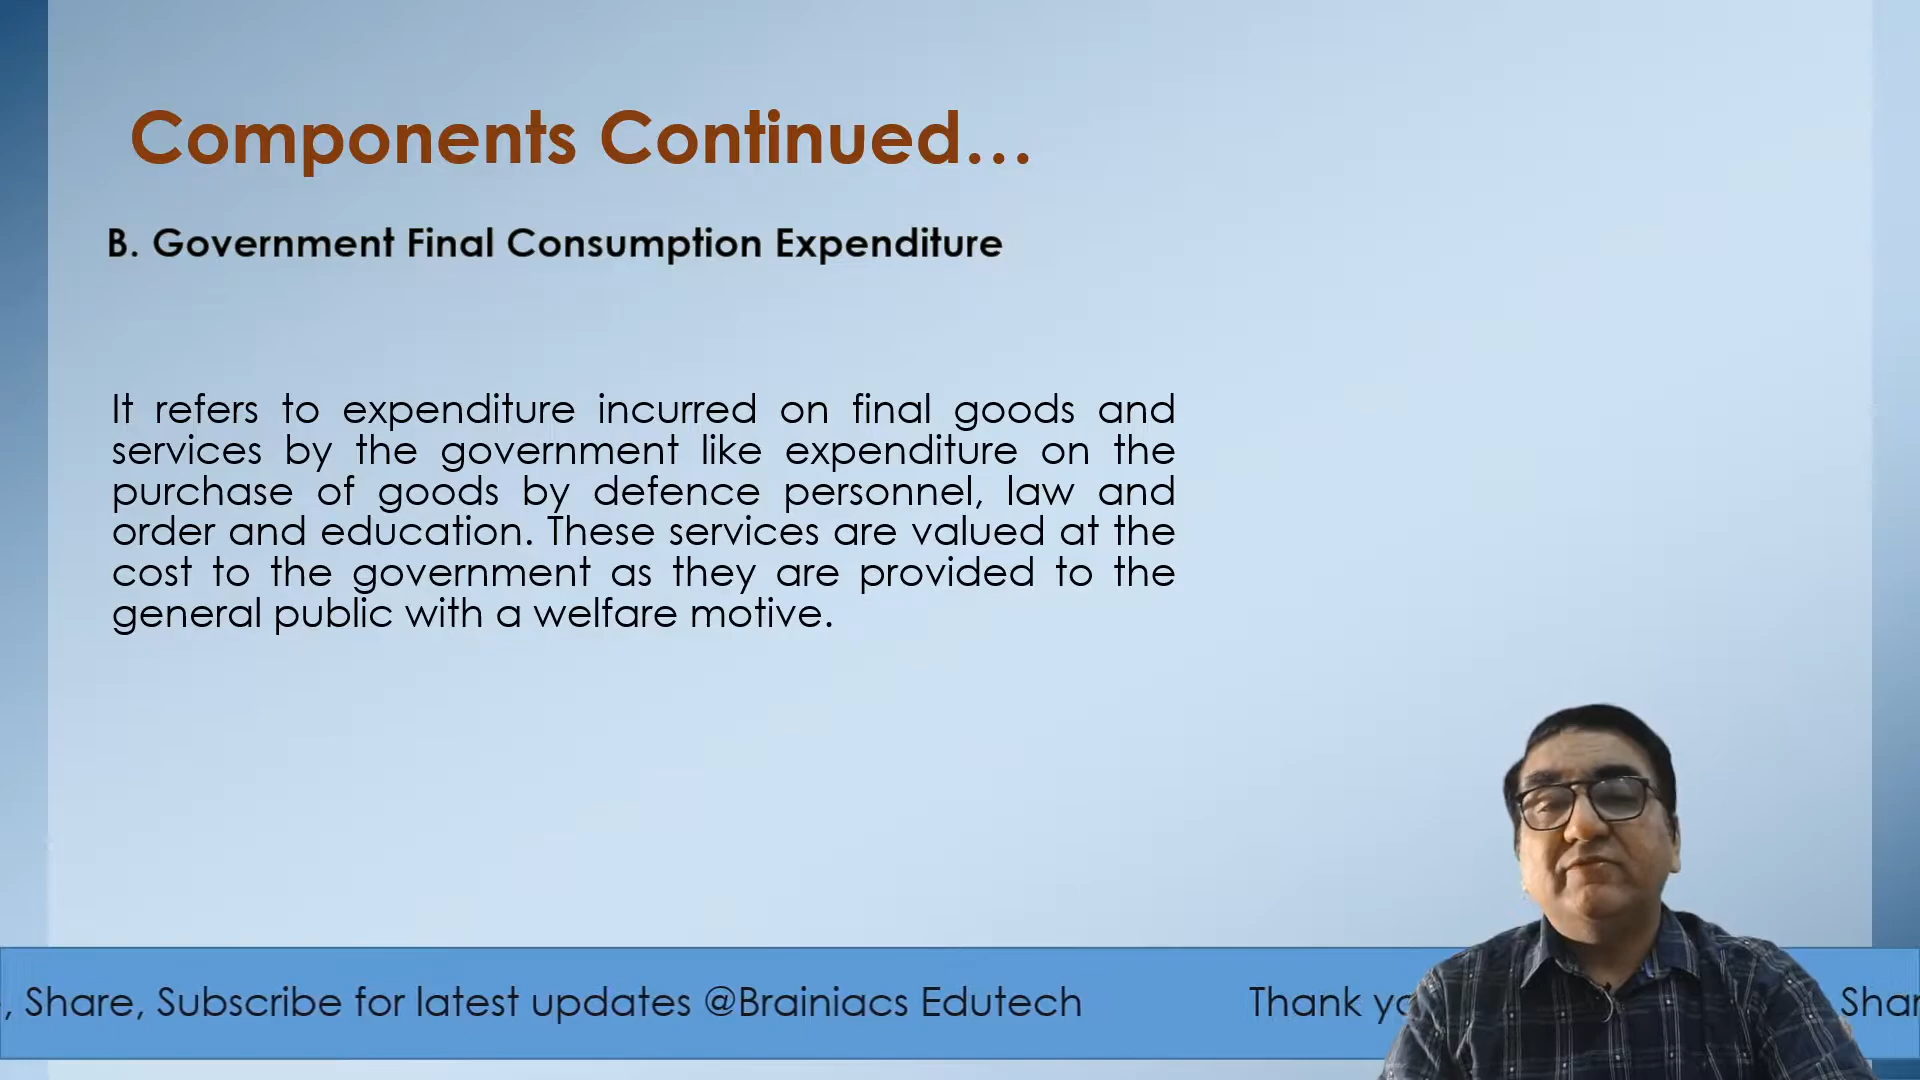 Components Continued...
B. Government Final Consumption Expenditure
It refers to expenditure incurred on final goods and
services by the government like expenditure on the
purchase of goods by defence personnel, law and
order and education. These services are valued at the
cost to the government as they are provided to the
general public with a welfare motive.
, Share, Subscribe for latest updates @Brainiacs Edutech Thank